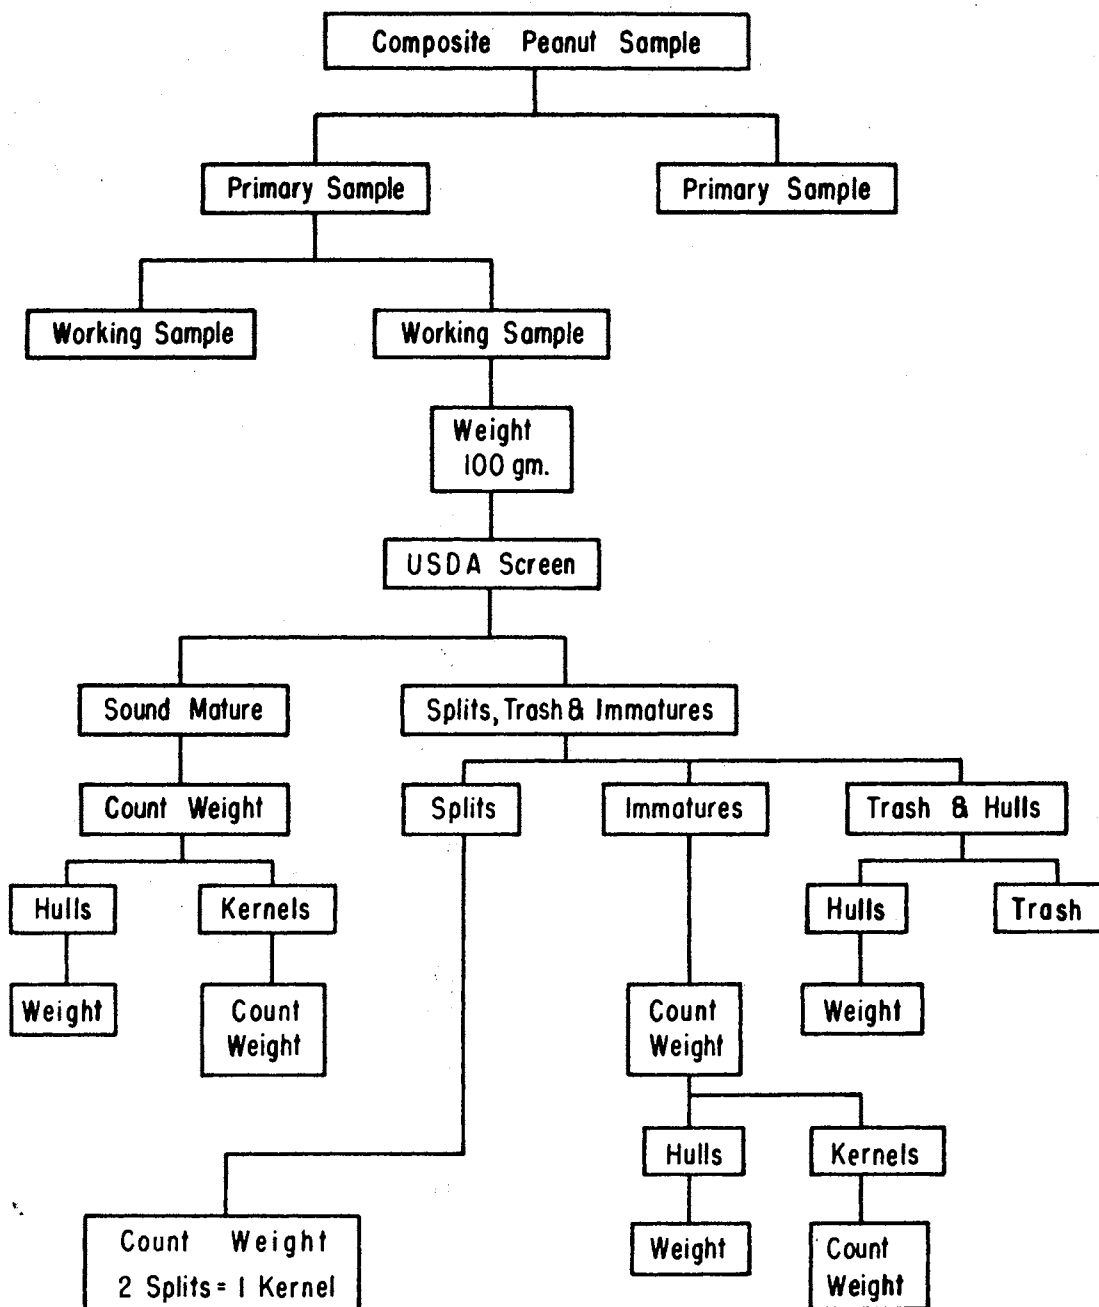 Composite Peanut Sample
Primary Sample
Primary Sample
Working Sample
Working Sample
Weight
100 gm.
USDA Screen
Sound Mature
Splits, Trash & Immatures
Count Weight
Splits
Immatures
Trash & Hulls
Hulls
Kernels
Hulls
Trash
Weight
Count
Weight
Count
Weight
Weight
Hulls
Kernels
Count Weight
2 Splits = 1 Kernel
Weight
Count
Weight